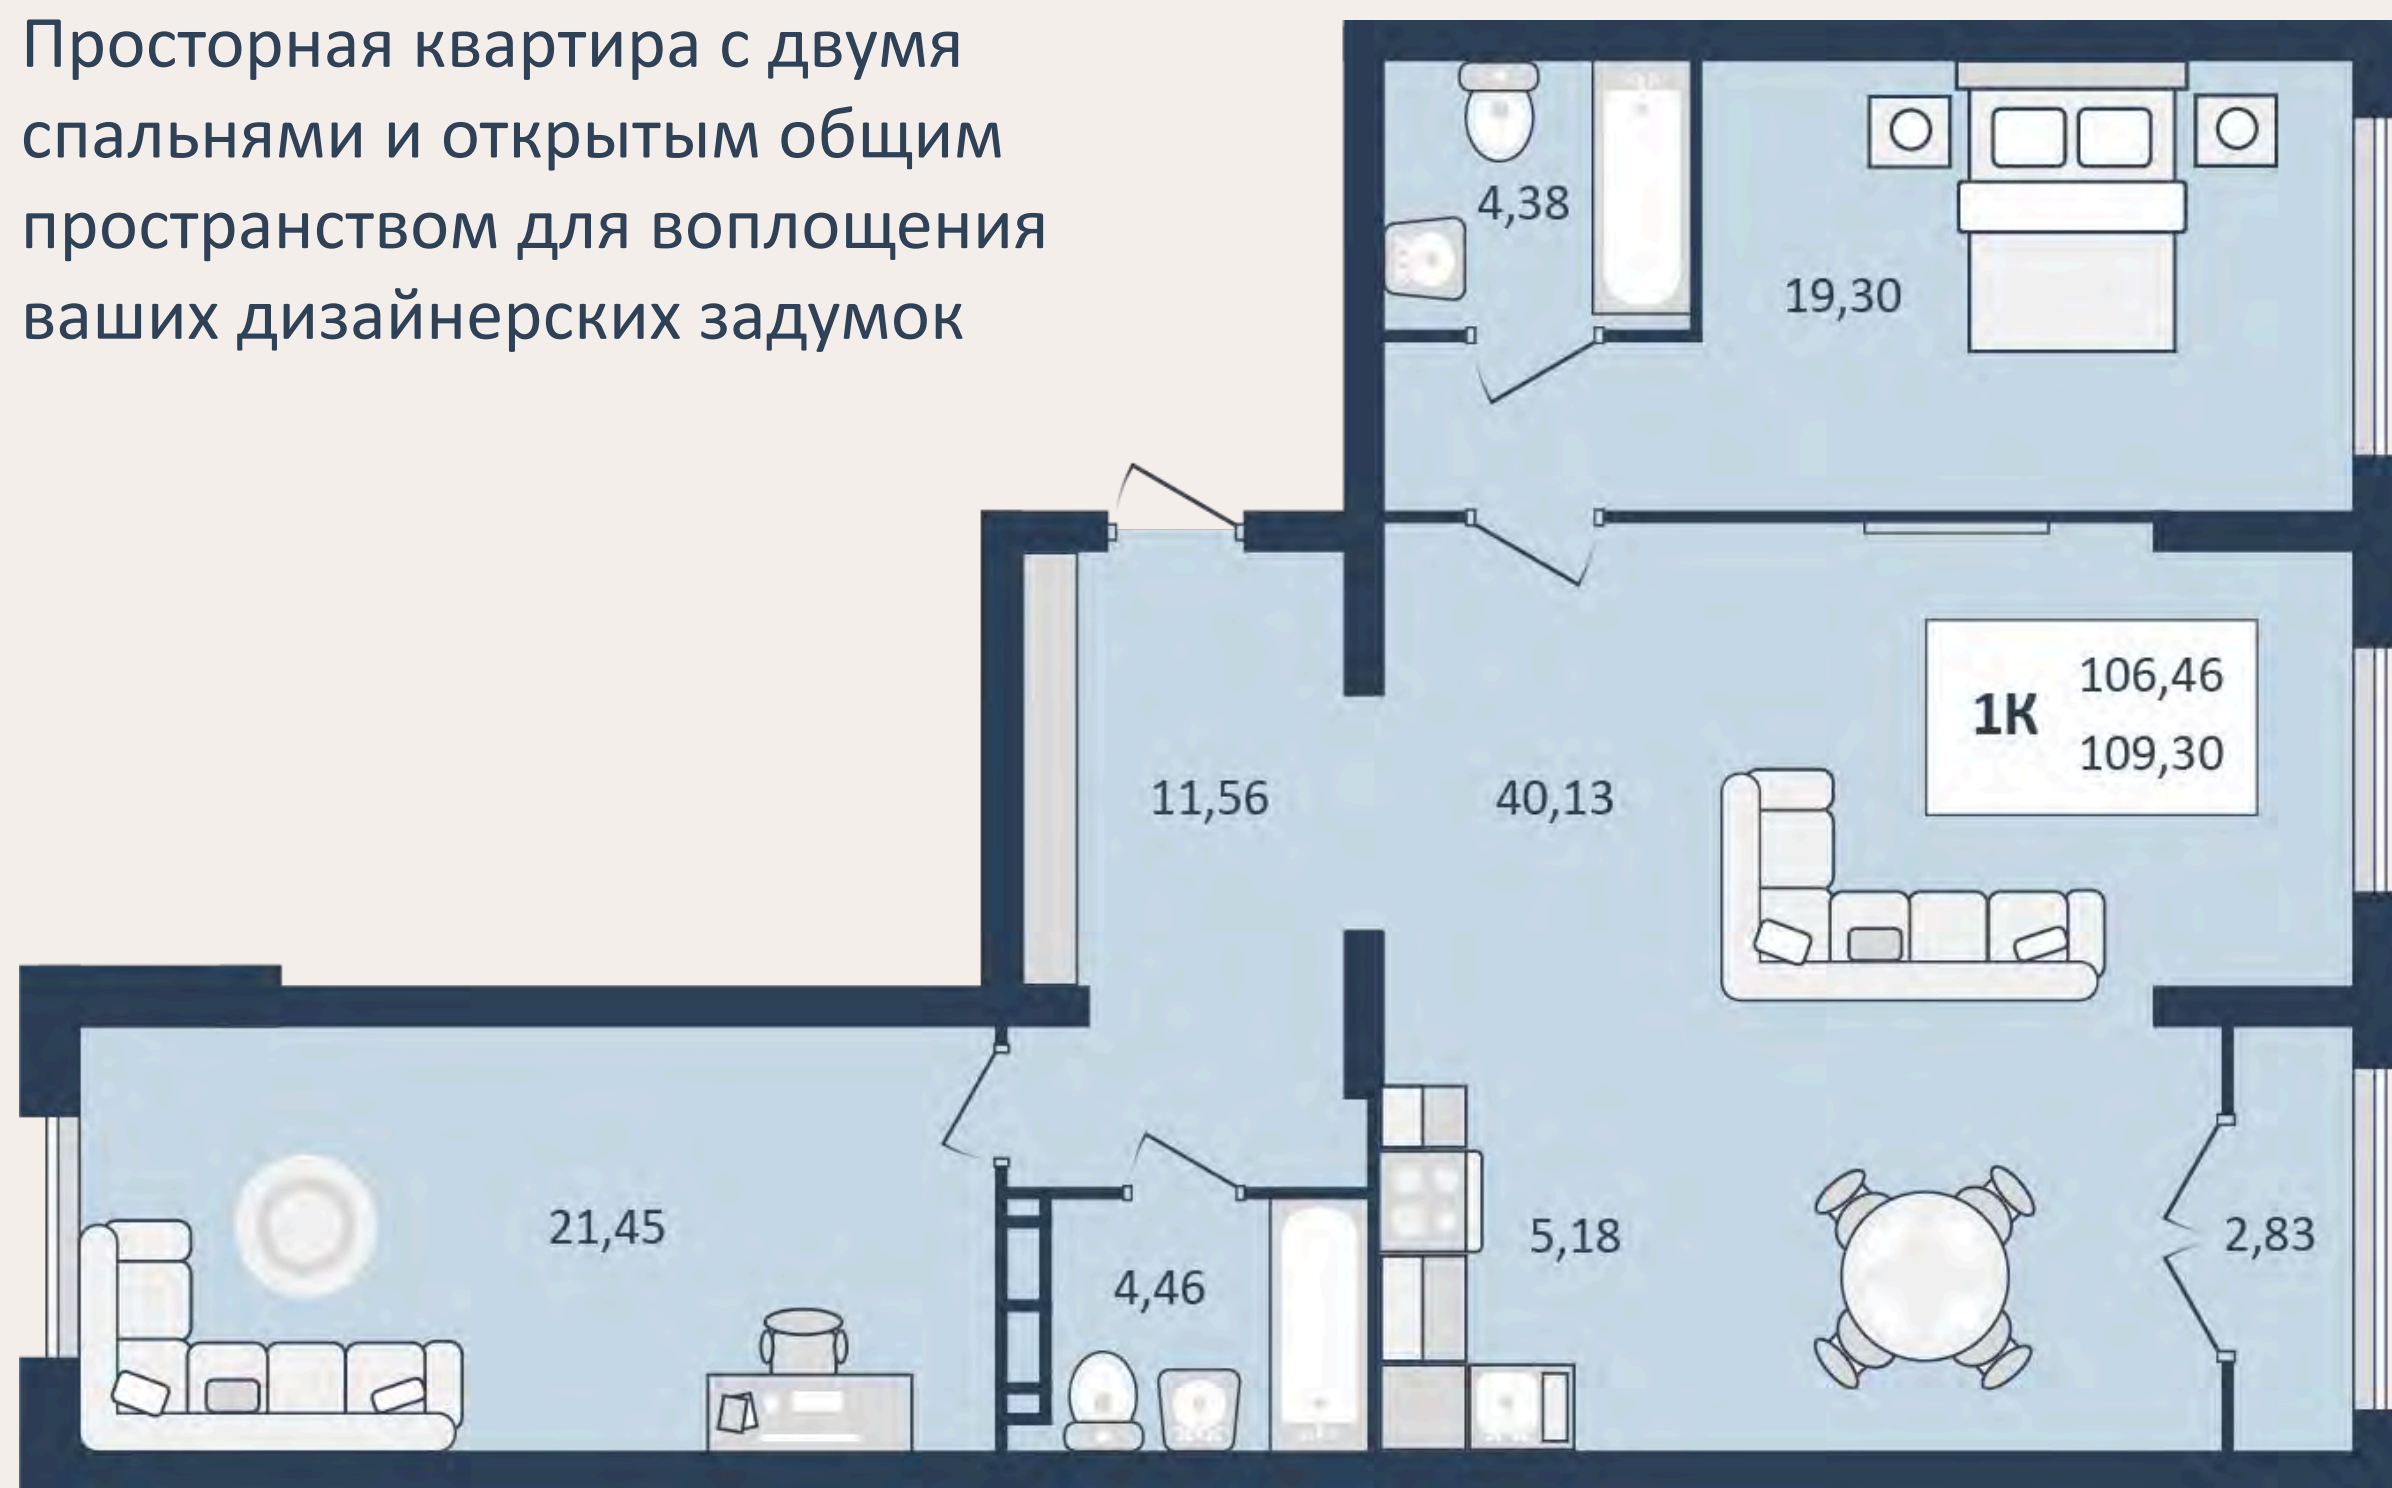 Просторная квартира с двумя
спальнями и открытым общим
пространством для воплощения
ваших дизайнерских задумок
4,38
19,30
1К
106,46
109,30
11,56
40,13
21,45
4,46
5,18
2,83